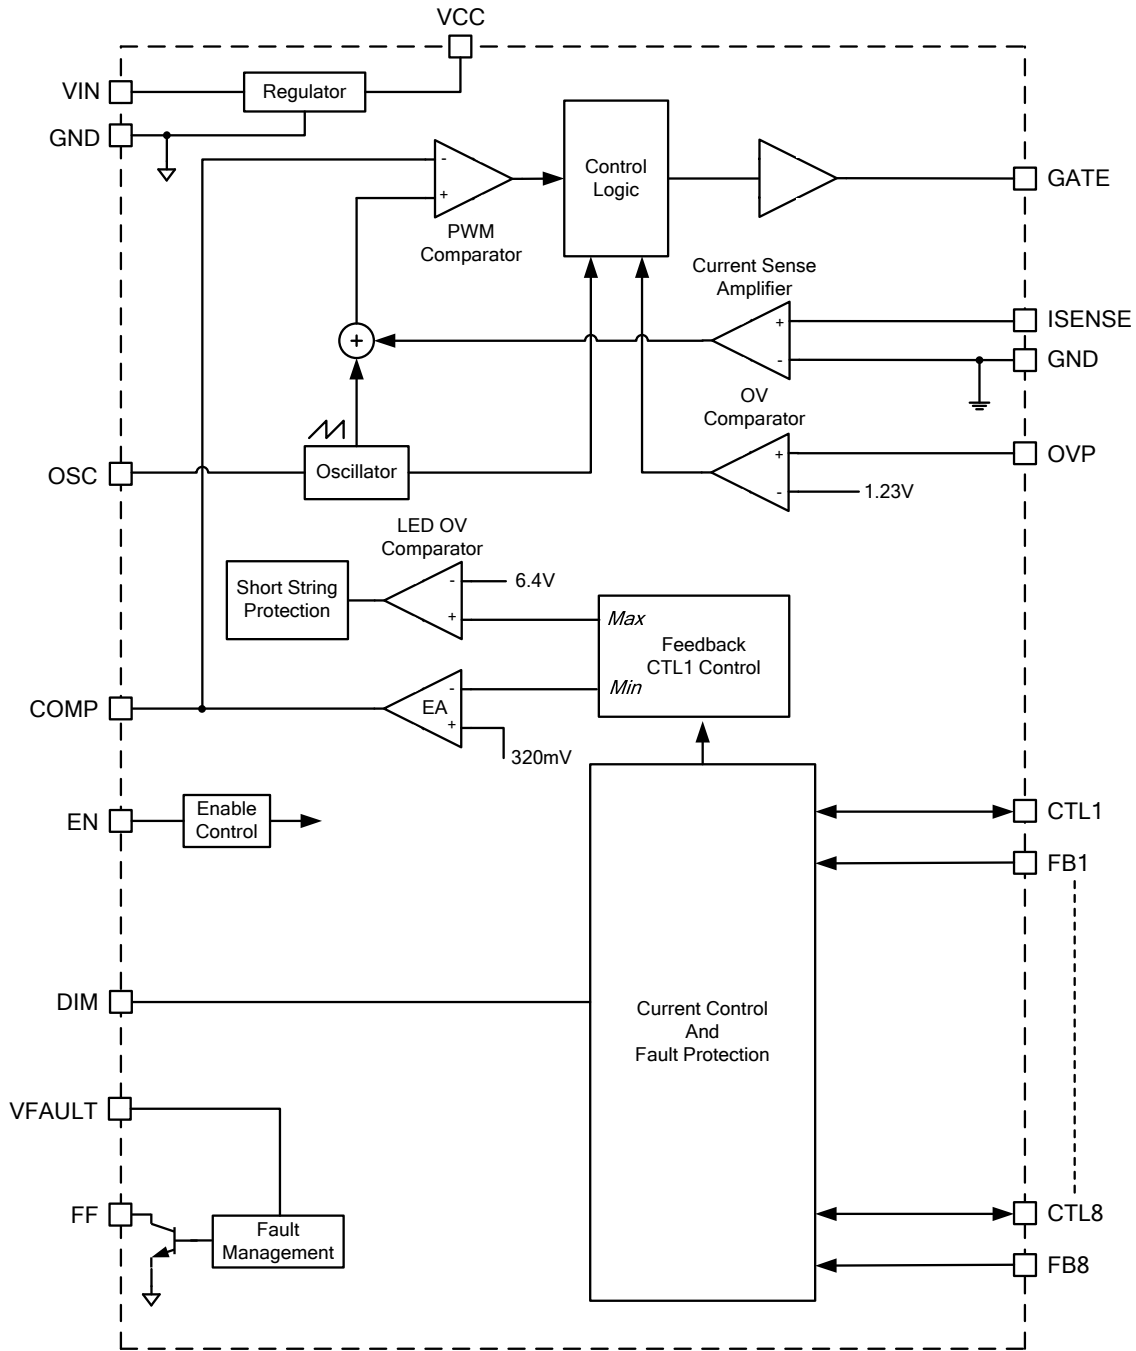 VCC
VIN
Regulator
GND
-
+
PWM
Comparator
Control
Logic
GATE
Current Sense
Amplifier
+
-
ISENSE
GND
+
OV
Comparator
OSC
Oscillator
+
-
1.23V
OVP
LED OV
Comparator
Short String
Protection
-
+
6.4V
Max
Feedback
CTL1 Control
Min
COMP
EA
-
+
320mV
EN
Enable
Control
CTL1
FB1
DIM
Current Control
And
Fault Protection
VFAULT
FF
Fault
Management
CTL8
FB8